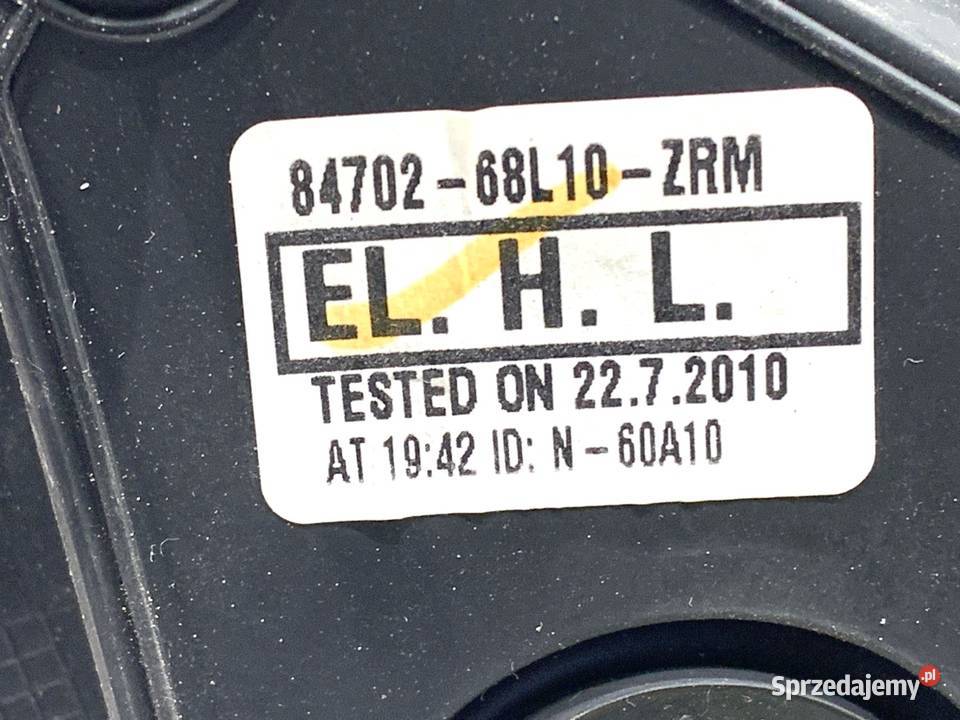 84702-68L10-ZRM
EL. H. L.
TESTED ON 22.7.2010
AT 19:42 ID: N-60A10
Sprzedajemy.pl